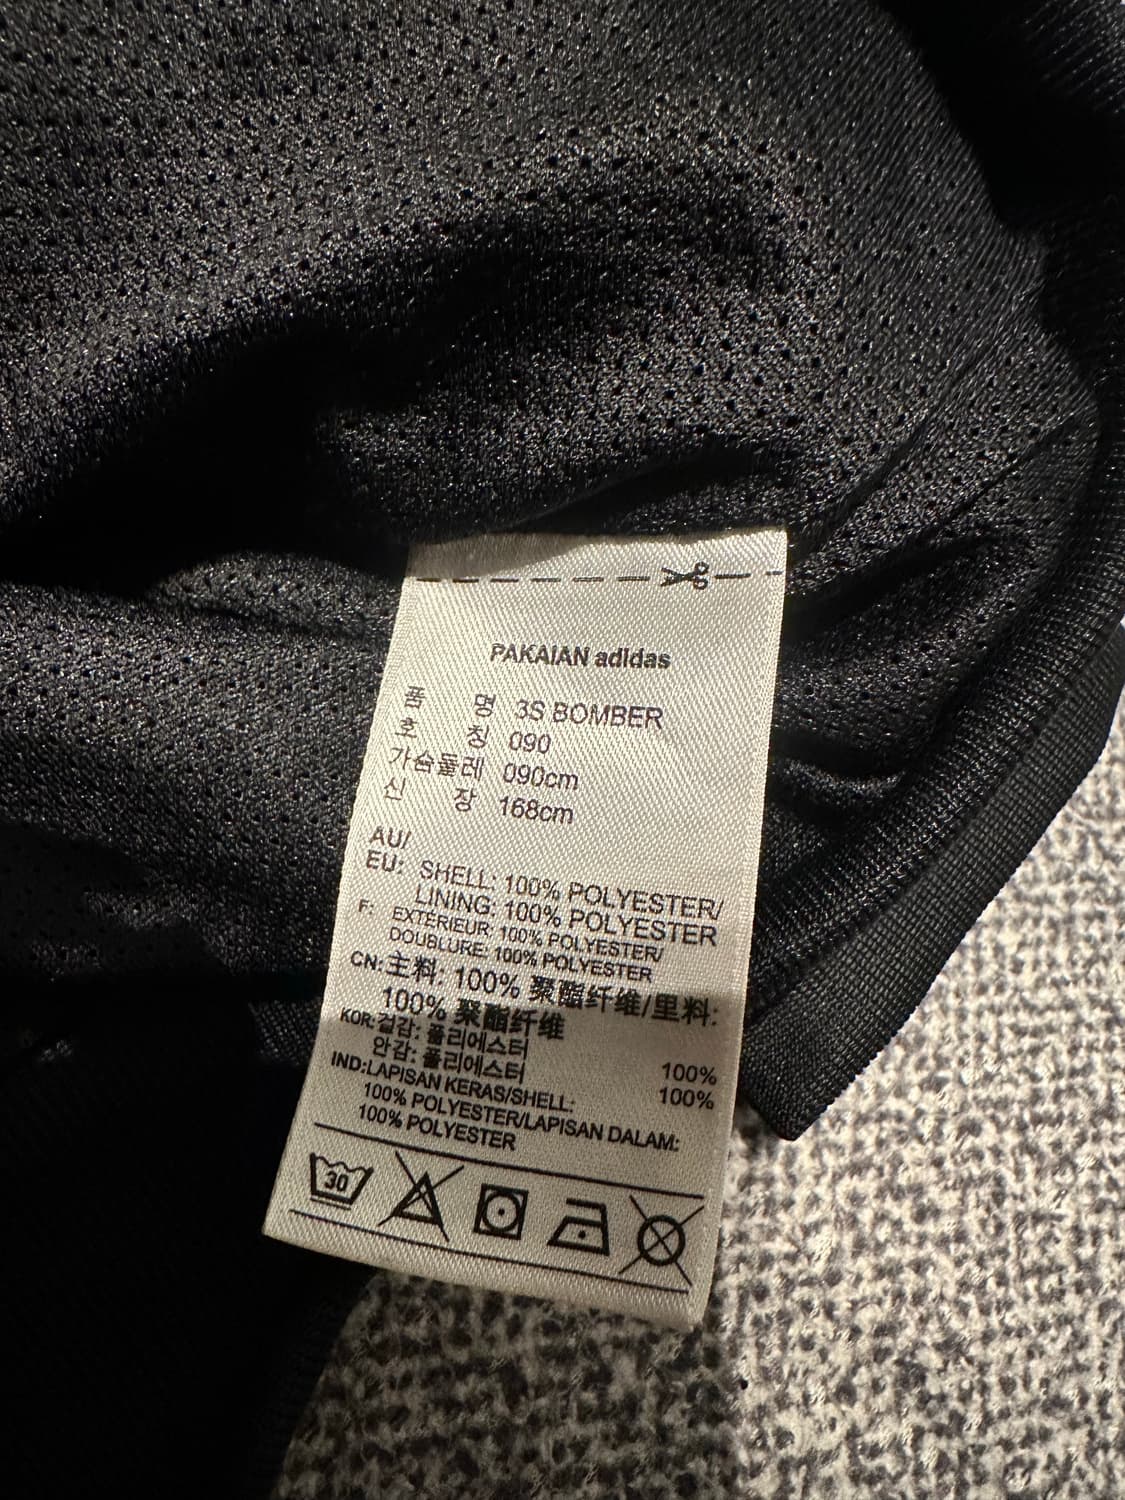 PAKAIAN adidas
품 명 3S BOMBER
호 칭 090
가슴둘레 090cm
신 장 168cm
AU/
EU: SHELL: 100% POLYESTER/
LINING: 100% POLYESTER
F: EXTÉRIEUR: 100% POLYESTER/
DOUBLURE: 100% POLYESTER
CN: 主料: 100% 聚酯纤维/里料:
100% 聚酯纤维
KOR: 겉감: 폴리에스터 100%
안감: 폴리에스터 100%
IND: LAPISAN KERAS/SHELL:
100% POLYESTER/LAPISAN DALAM:
100% POLYESTER
30